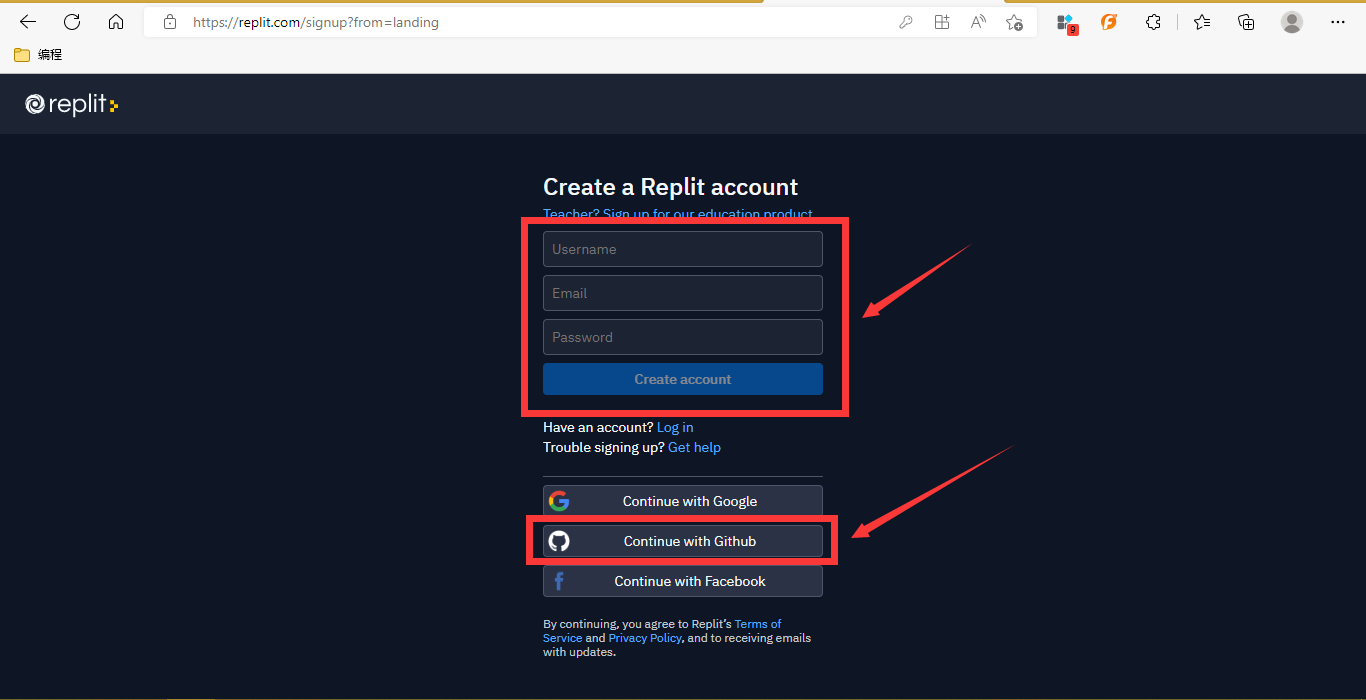 https://replit.com/signup?from=landing
9
编程
replit
Create a Replit account
Teacher? Sign up for our education product
Username
Email
Password
Create account
Have an account? Log in
Trouble signing up? Get help
Continue with Google
Continue with Github
Continue with Facebook
By continuing, you agree to Replit's Terms of
Service and Privacy Policy, and to receiving emails
with updates.